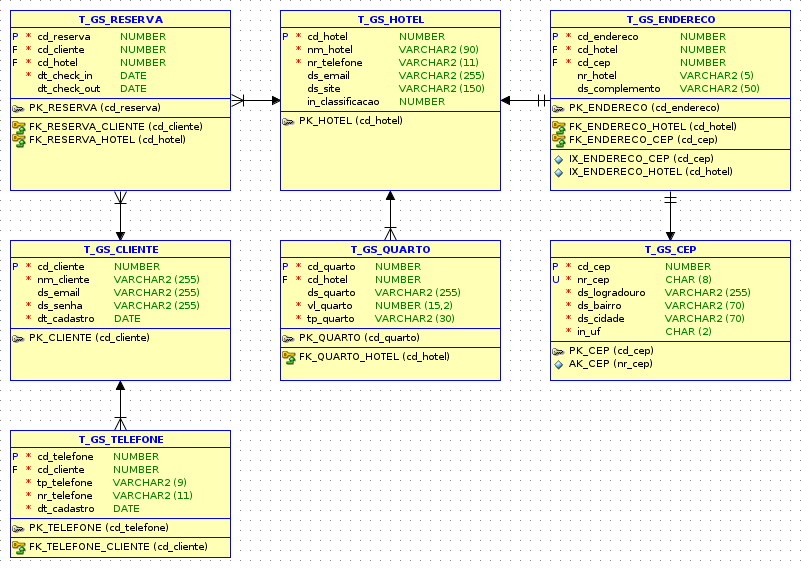 T_GS_RESERVA
P * cd_reserva NUMBER
F * cd_cliente NUMBER
F * cd_hotel NUMBER
* dt_check_in DATE
dt_check_out DATE
PK_RESERVA (cd_reserva)
FK_RESERVA_CLIENTE (cd_cliente)
FK_RESERVA_HOTEL (cd_hotel)
T_GS_HOTEL
P * cd_hotel NUMBER
* nm_hotel VARCHAR2 (90)
* nr_telefone VARCHAR2 (11)
ds_email VARCHAR2 (255)
ds_site VARCHAR2 (150)
in_classificacao NUMBER
PK_HOTEL (cd_hotel)
T_GS_ENDERECO
P * cd_endereco NUMBER
F * cd_hotel NUMBER
F * cd_cep NUMBER
nr_hotel VARCHAR2 (5)
ds_complemento VARCHAR2 (50)
PK_ENDERECO (cd_endereco)
FK_ENDERECO_HOTEL (cd_hotel)
FK_ENDERECO_CEP (cd_cep)
IX_ENDERECO_CEP (cd_cep)
IX_ENDERECO_HOTEL (cd_hotel)
T_GS_CLIENTE
P * cd_cliente NUMBER
* nm_cliente VARCHAR2 (255)
ds_email VARCHAR2 (255)
* ds_senha VARCHAR2 (255)
* dt_cadastro DATE
PK_CLIENTE (cd_cliente)
T_GS_QUARTO
P * cd_quarto NUMBER
F * cd_hotel NUMBER
ds_quarto VARCHAR2 (255)
* vl_quarto NUMBER (15,2)
* tp_quarto VARCHAR2 (30)
PK_QUARTO (cd_quarto)
FK_QUARTO_HOTEL (cd_hotel)
T_GS_CEP
P * cd_cep NUMBER
U * nr_cep CHAR (8)
* ds_logradouro VARCHAR2 (255)
* ds_bairro VARCHAR2 (70)
* ds_cidade VARCHAR2 (70)
* in_uf CHAR (2)
PK_CEP (cd_cep)
AK_CEP (nr_cep)
T_GS_TELEFONE
P * cd_telefone NUMBER
F * cd_cliente NUMBER
* tp_telefone VARCHAR2 (9)
* nr_telefone VARCHAR2 (11)
* dt_cadastro DATE
PK_TELEFONE (cd_telefone)
FK_TELEFONE_CLIENTE (cd_cliente)